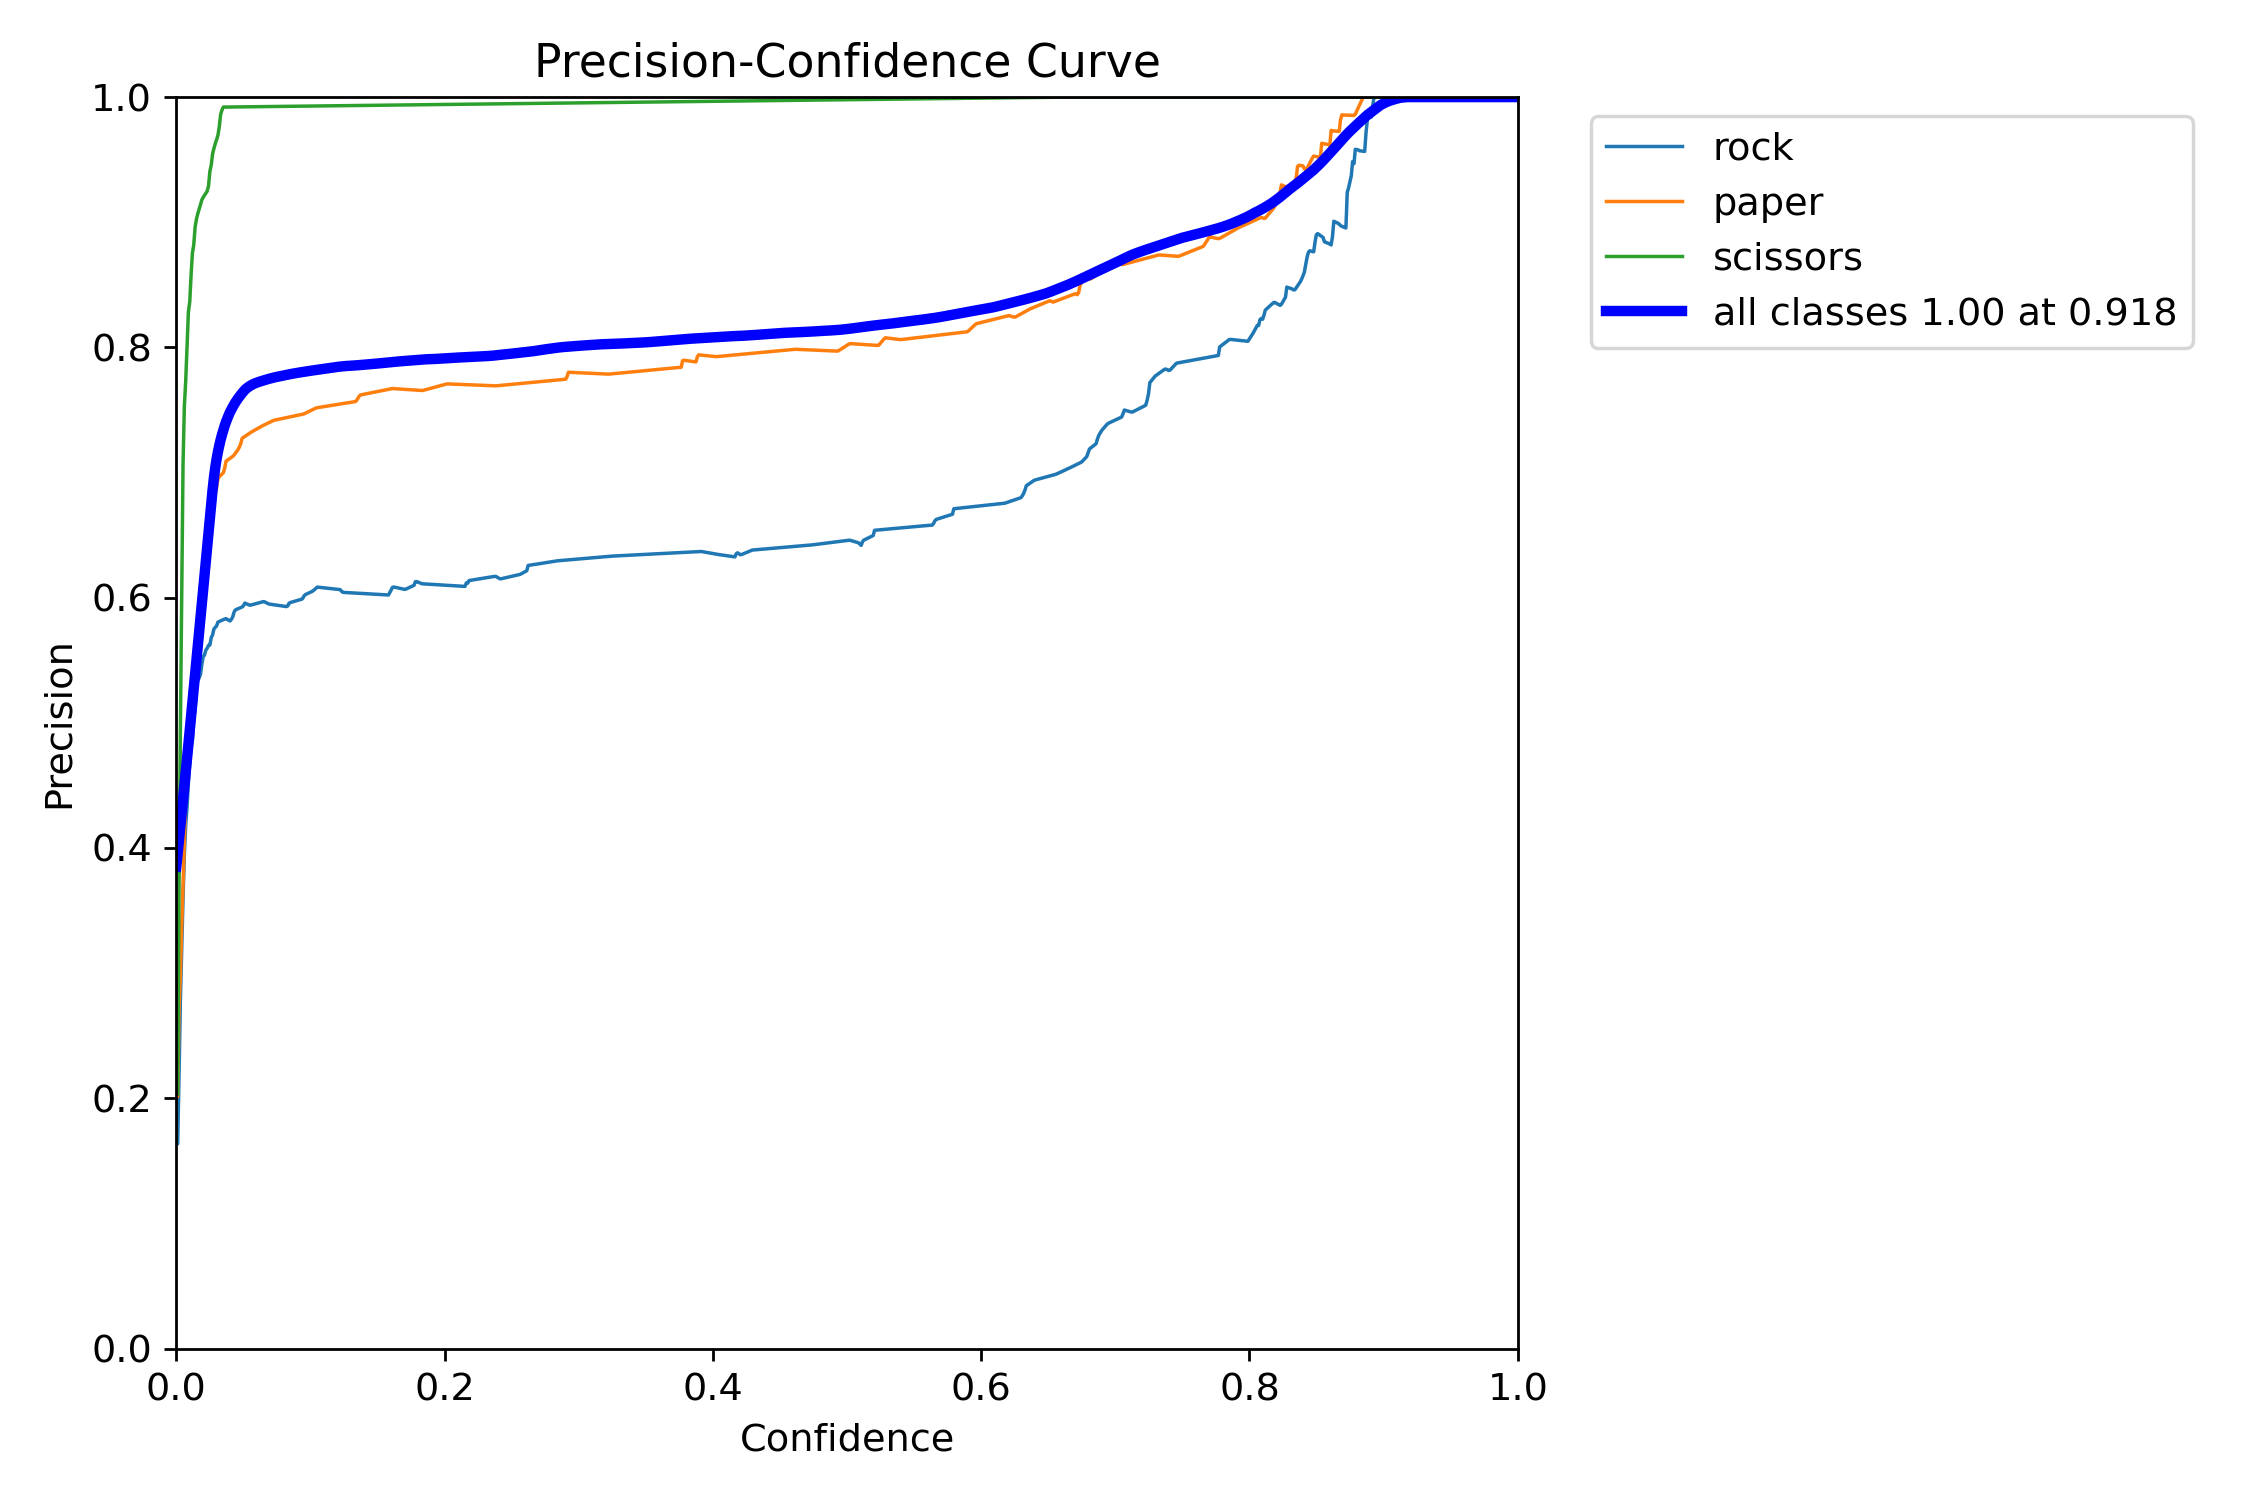 Precision-Confidence Curve
1.0
0.8
0.6
0.4
0.2
0.0
Precision
0.0 0.2 0.4 0.6 0.8 1.0
Confidence
rock
paper
scissors
all classes 1.00 at 0.918